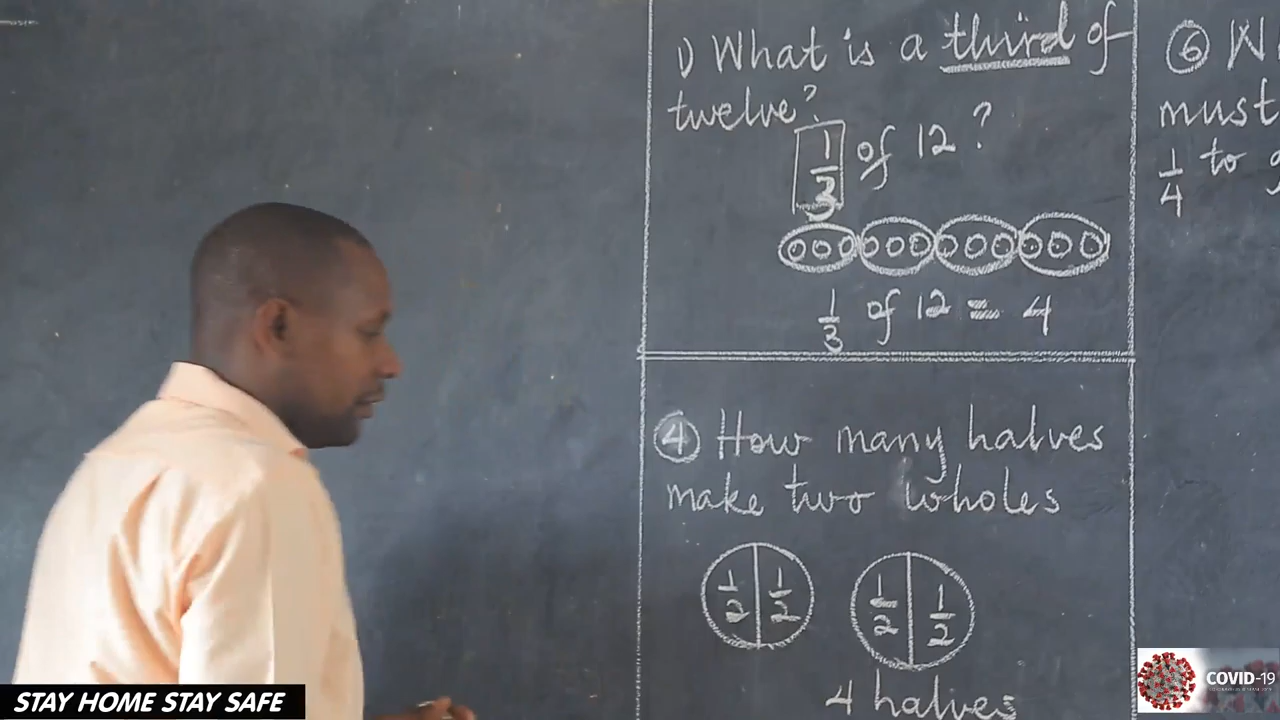 1) What is a third of
twelve?
1/3 of 12 ?
1/3 of 12 = 4
④ How many halves
make two wholes
1/2 1/2 1/2 1/2
4 halves
⑥
must
1/4 to
STAY HOME STAY SAFE
COVID-19